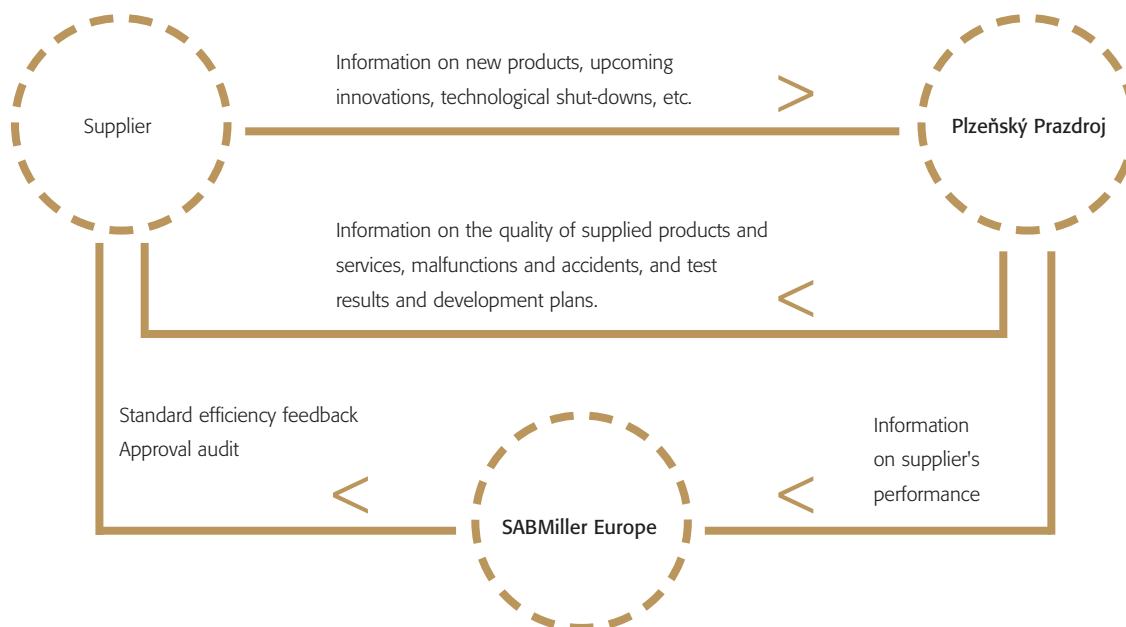 Information on new products, upcoming
innovations, technological shut-downs, etc.
Supplier
Plzeňský Prazdroj
Information on the quality of supplied products and
services, malfunctions and accidents, and test
results and development plans.
Standard efficiency feedback
Approval audit
Information
on supplier's
performance
SABMiller Europe